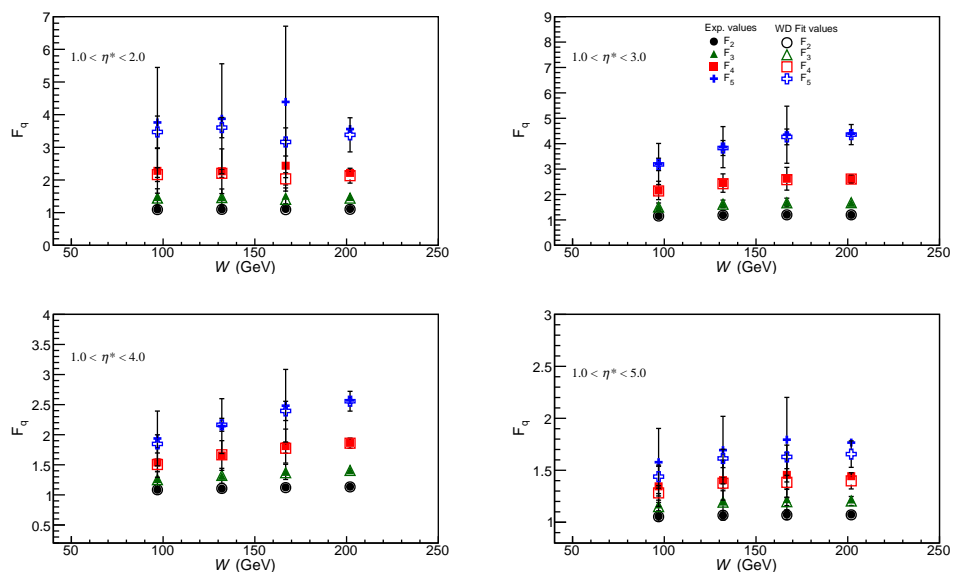 7
6
5
4
3
2
1
0
F_q
1.0 < η* < 2.0
50 100 150 200 250
W (GeV)
9
8
7
6
5
4
3
2
1
0
F_q
1.0 < η* < 3.0
Exp. values WD Fit values
F_2 F_2
F_3 F_3
F_4 F_4
F_5 F_5
50 100 150 200 250
W (GeV)
4
3.5
3
2.5
2
1.5
1
0.5
F_q
1.0 < η* < 4.0
50 100 150 200 250
W (GeV)
3
2.5
2
1.5
1
F_q
1.0 < η* < 5.0
50 100 150 200 250
W (GeV)